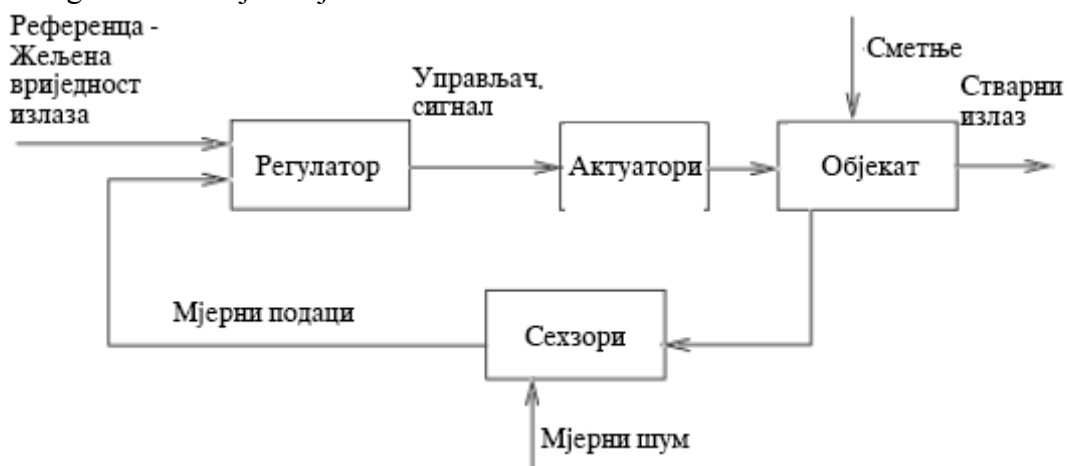 Референца -
Жељена
вриједност
излаза
Управљач.
сигнал
Сметње
Стварни
излаз
Регулатор
Актуатори
Објекат
Мјерни подаци
Сехзори
Мјерни шум